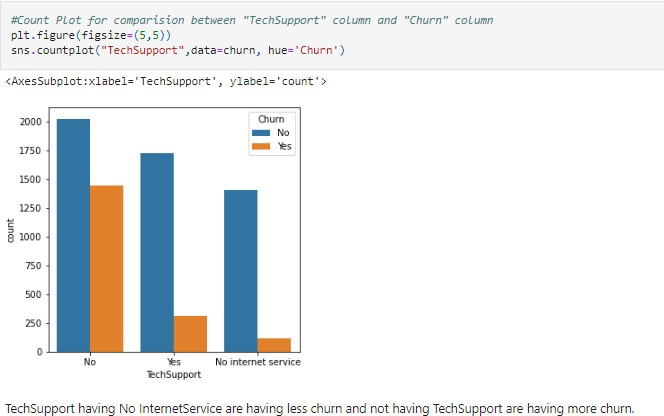 #Count Plot for comparision between "TechSupport" column and "Churn" column
plt.figure(figsize=(5,5))
sns.countplot("TechSupport",data=churn, hue='Churn')
<AxesSubplot:xlabel='TechSupport', ylabel='count'>
Churn
No
Yes
2000
1750
1500
1250
1000
750
500
250
0
count
No Yes No internet service
TechSupport
TechSupport having No InternetService are having less churn and not having TechSupport are having more churn.